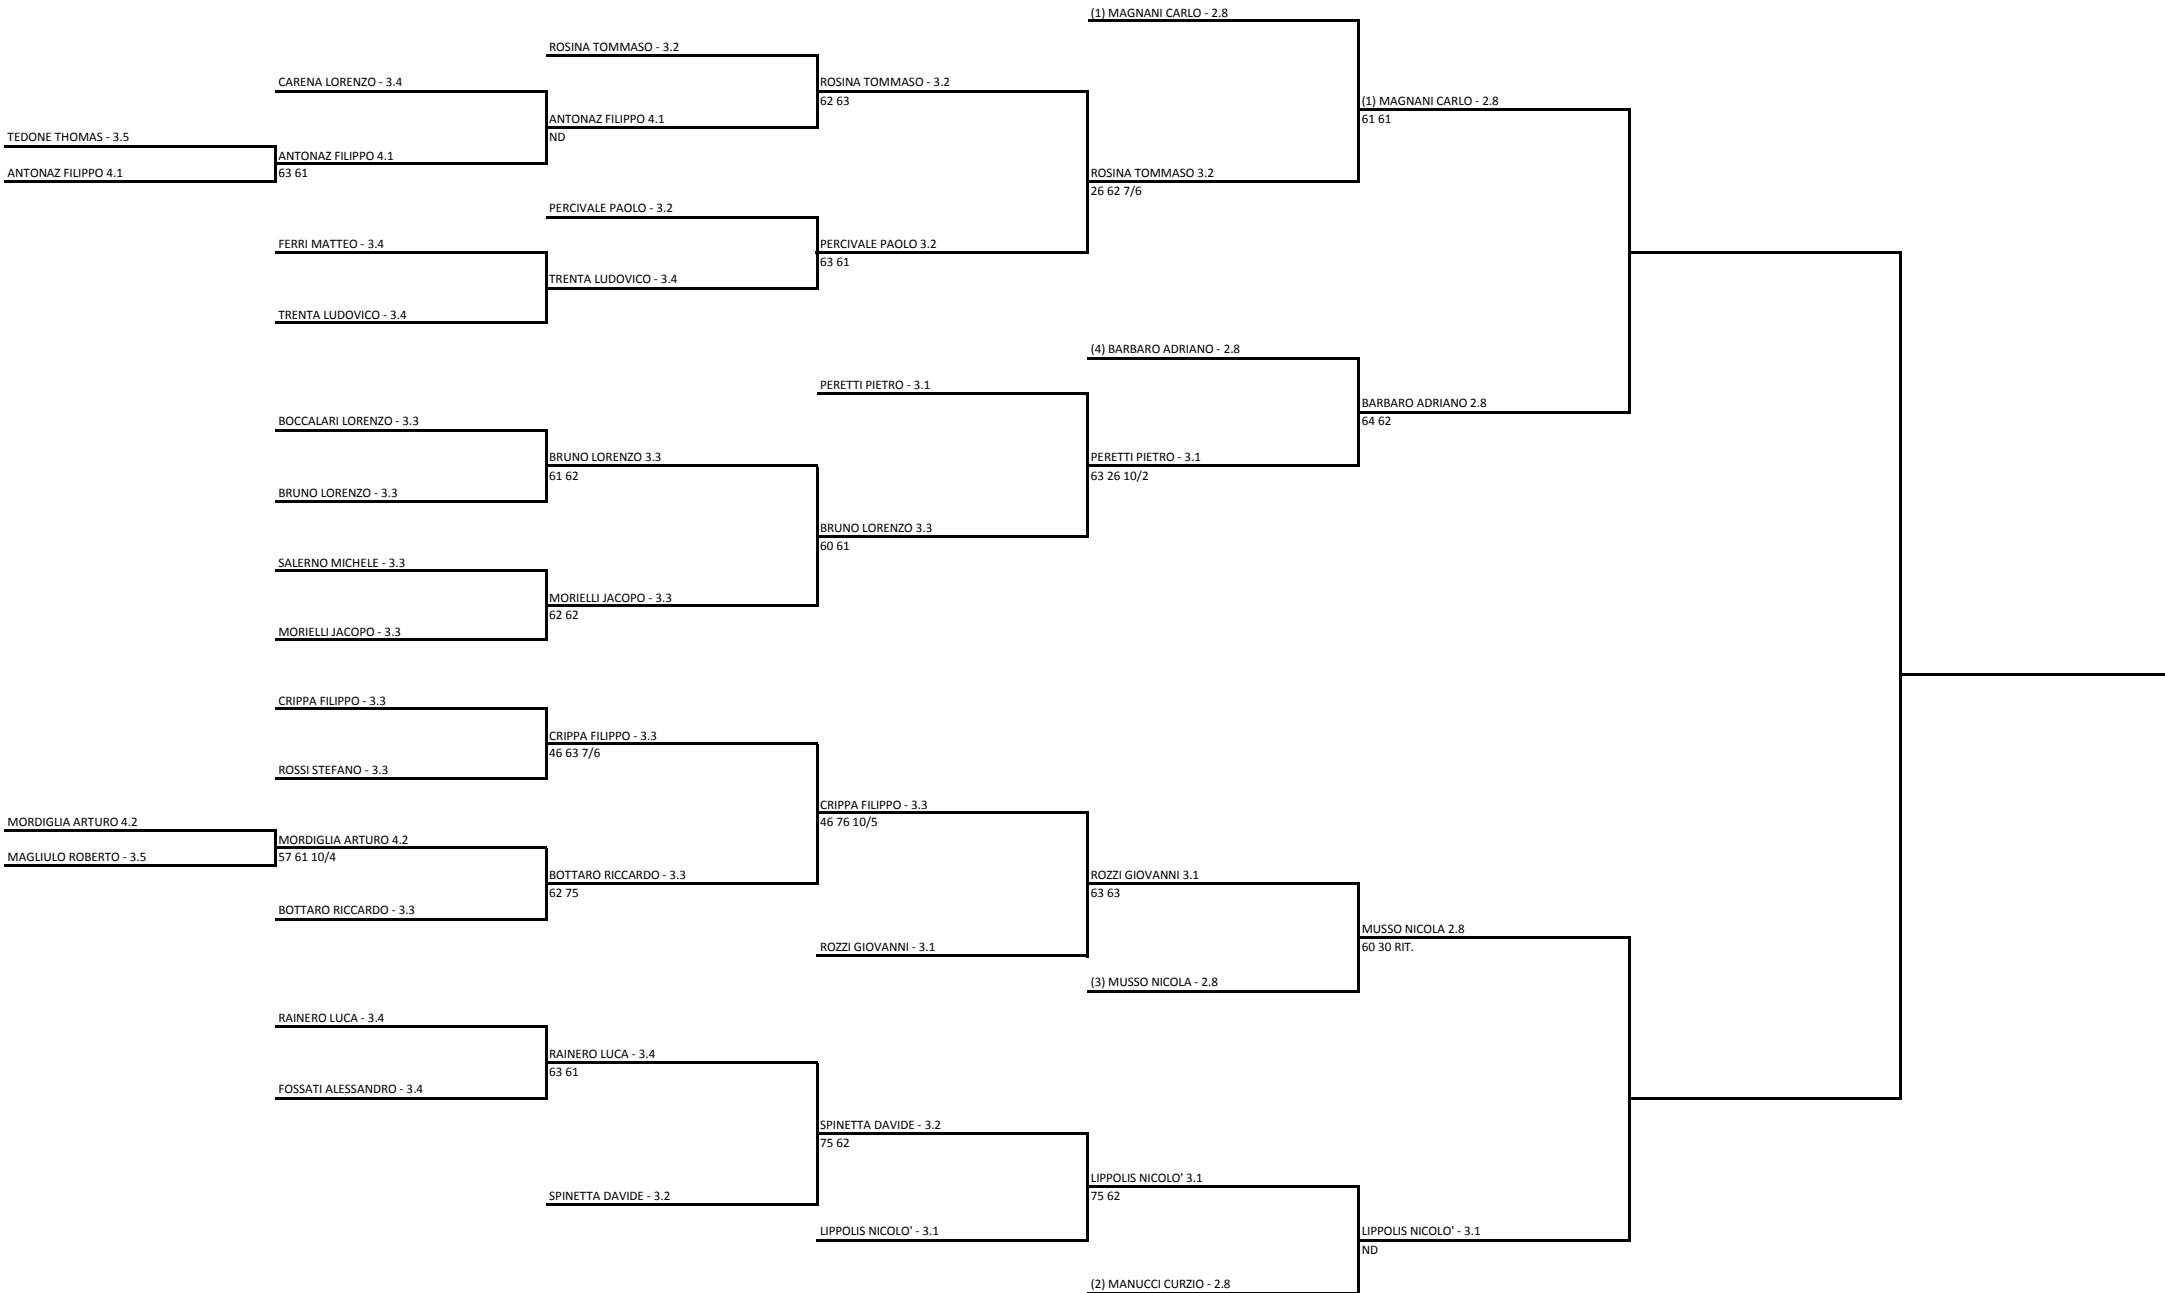 (1) MAGNANI CARLO - 2.8
ROSINA TOMMASO - 3.2
CARENA LORENZO - 3.4
ROSINA TOMMASO - 3.2
62 63
(1) MAGNANI CARLO - 2.8
61 61
ANTONAZ FILIPPO 4.1
ND
TEDONE THOMAS - 3.5
ANTONAZ FILIPPO 4.1
63 61
ANTONAZ FILIPPO 4.1
ROSINA TOMMASO 3.2
26 62 7/6
PERCIVALE PAOLO - 3.2
FERRI MATTEO - 3.4
PERCIVALE PAOLO 3.2
63 61
TRENTA LUDOVICO - 3.4
TRENTA LUDOVICO - 3.4
(4) BARBARO ADRIANO - 2.8
PERETTI PIETRO - 3.1
BARBARO ADRIANO 2.8
64 62
BOCCALARI LORENZO - 3.3
BRUNO LORENZO 3.3
61 62
PERETTI PIETRO - 3.1
63 26 10/2
BRUNO LORENZO - 3.3
BRUNO LORENZO 3.3
60 61
SALERNO MICHELE - 3.3
MORIELLI JACOPO - 3.3
62 62
MORIELLI JACOPO - 3.3
CRIPPA FILIPPO - 3.3
CRIPPA FILIPPO - 3.3
46 63 7/6
ROSSI STEFANO - 3.3
CRIPPA FILIPPO - 3.3
46 76 10/5
MORDIGLIA ARTURO 4.2
MORDIGLIA ARTURO 4.2
57 61 10/4
MAGLIULO ROBERTO - 3.5
BOTTARO RICCARDO - 3.3
62 75
ROZZI GIOVANNI 3.1
63 63
BOTTARO RICCARDO - 3.3
MUSSO NICOLA 2.8
60 30 RIT.
ROZZI GIOVANNI - 3.1
(3) MUSSO NICOLA - 2.8
RAINERO LUCA - 3.4
RAINERO LUCA - 3.4
63 61
FOSSATI ALESSANDRO - 3.4
SPINETTA DAVIDE - 3.2
75 62
LIPPOLIS NICOLO' 3.1
75 62
SPINETTA DAVIDE - 3.2
LIPPOLIS NICOLO' - 3.1
LIPPOLIS NICOLO' - 3.1
ND
(2) MANUCCI CURZIO - 2.8